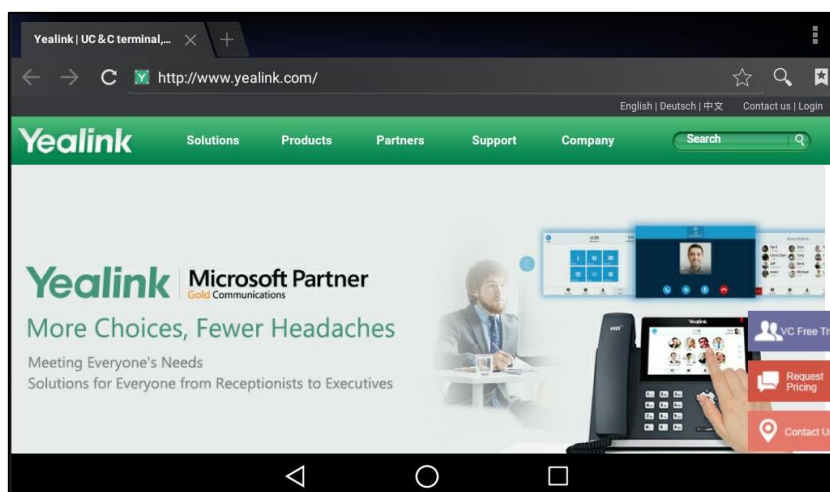 Yealink | UC & C terminal,...
http://www.yealink.com/
English | Deutsch | 中文 Contact us | Login
Yealink Solutions Products Partners Support Company Search
Yealink Microsoft Partner
Gold Communications
More Choices, Fewer Headaches
Meeting Everyone's Needs
Solutions for Everyone from Receptionists to Executives
Yealink
VC Free Tr
Request
Pricing
Contact Us